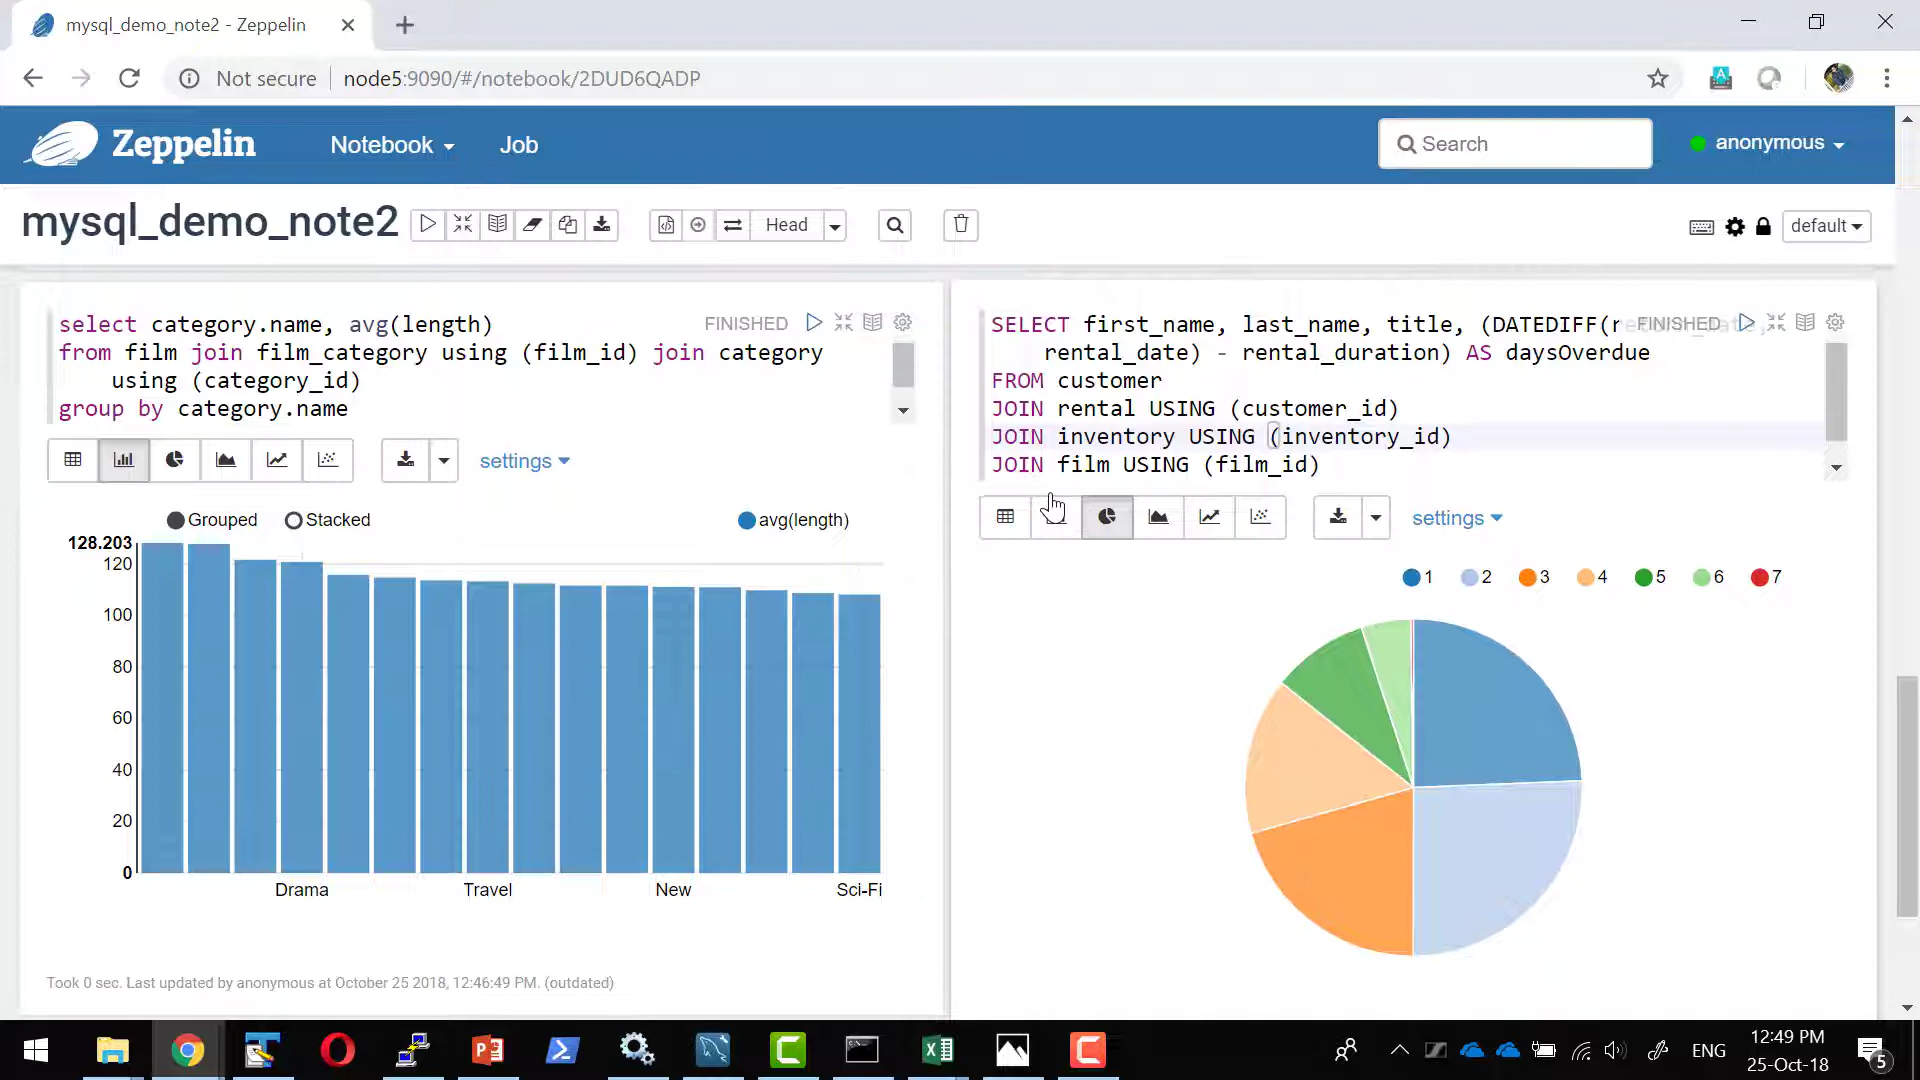 mysql_demo_note2 - Zeppelin
Not secure
node5:9090/#/notebook/2DUD6QADP
Zeppelin
Notebook
Job
Search
anonymous
mysql_demo_note2
Head
default
select category.name, avg(length)
from film join film_category using (film_id) join category
using (category_id)
group by category.name
FINISHED
settings
Grouped
Stacked
avg(length)
128.203
120
100
80
60
40
20
0
Drama
Travel
New
Sci-Fi
Took 0 sec. Last updated by anonymous at October 25 2018, 12:46:49 PM. (outdated)
SELECT first_name, last_name, title, (DATEDIFF(r
rental_date) - rental_duration) AS daysOverdue
FROM customer
JOIN rental USING (customer_id)
JOIN inventory USING (inventory_id)
JOIN film USING (film_id)
FINISHED
settings
1
2
3
4
5
6
7
ENG
12:49 PM
25-Oct-18
5